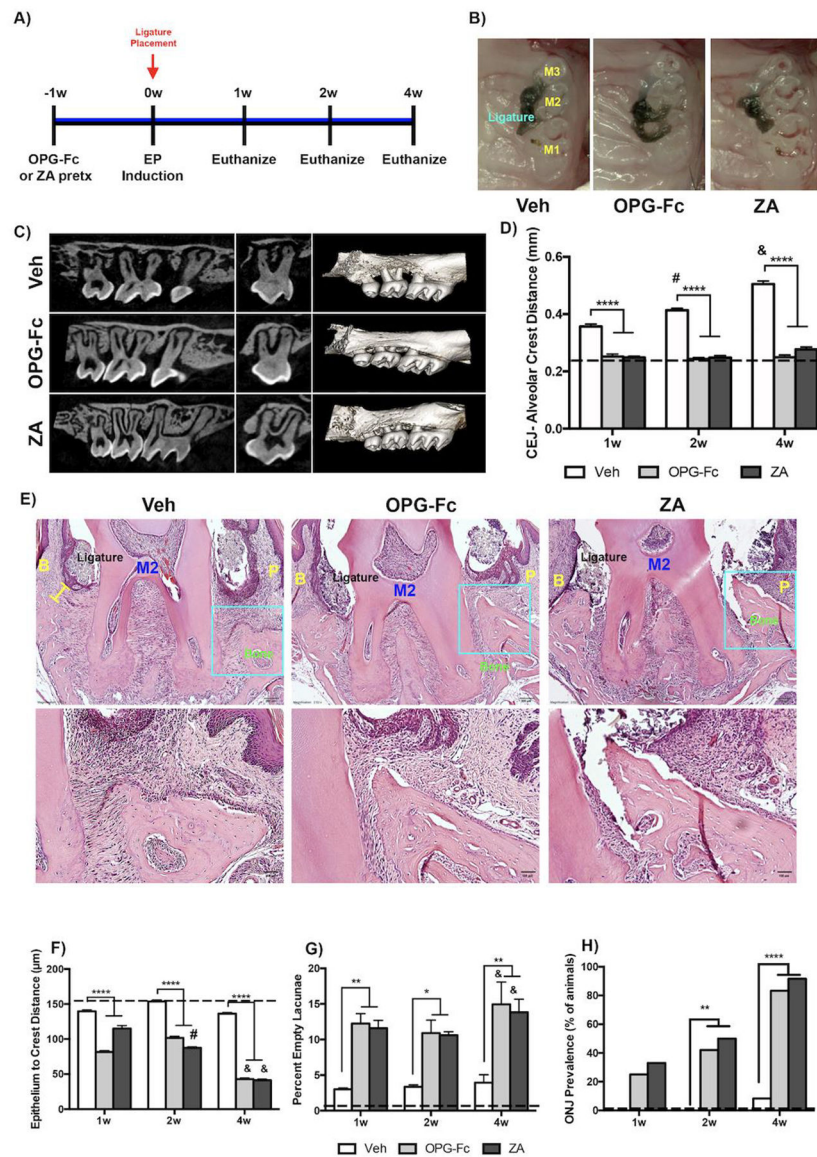 A)
Ligature
Placement
-1w 0w 1w 2w 4w
OPG-Fc
or ZA pretx
EP
Induction
Euthanize Euthanize Euthanize
B)
M3
M2
Ligature
M1
Veh OPG-Fc ZA
C)
Veh
OPG-Fc
ZA
D)
CEJ- Alveolar Crest Distance (mm)
0.6
0.4
0.2
0.0
****
#
****
&
****
1w 2w 4w
Veh OPG-Fc ZA
E)
Veh OPG-Fc ZA
B Ligature M2 P
Bone
Ligature M2 P
Bone
B Ligature M2 P
Bone
F)
Epithelium to Crest Distance (µm)
200
150
100
50
0
****
****
#
****
& &
1w 2w 4w
G)
Percent Empty Lacunae
20
15
10
5
0
**
*
**
&
&
1w 2w 4w
H)
ONJ Prevalence (% of animals)
100
80
60
40
20
0
**
****
1w 2w 4w
Veh OPG-Fc ZA